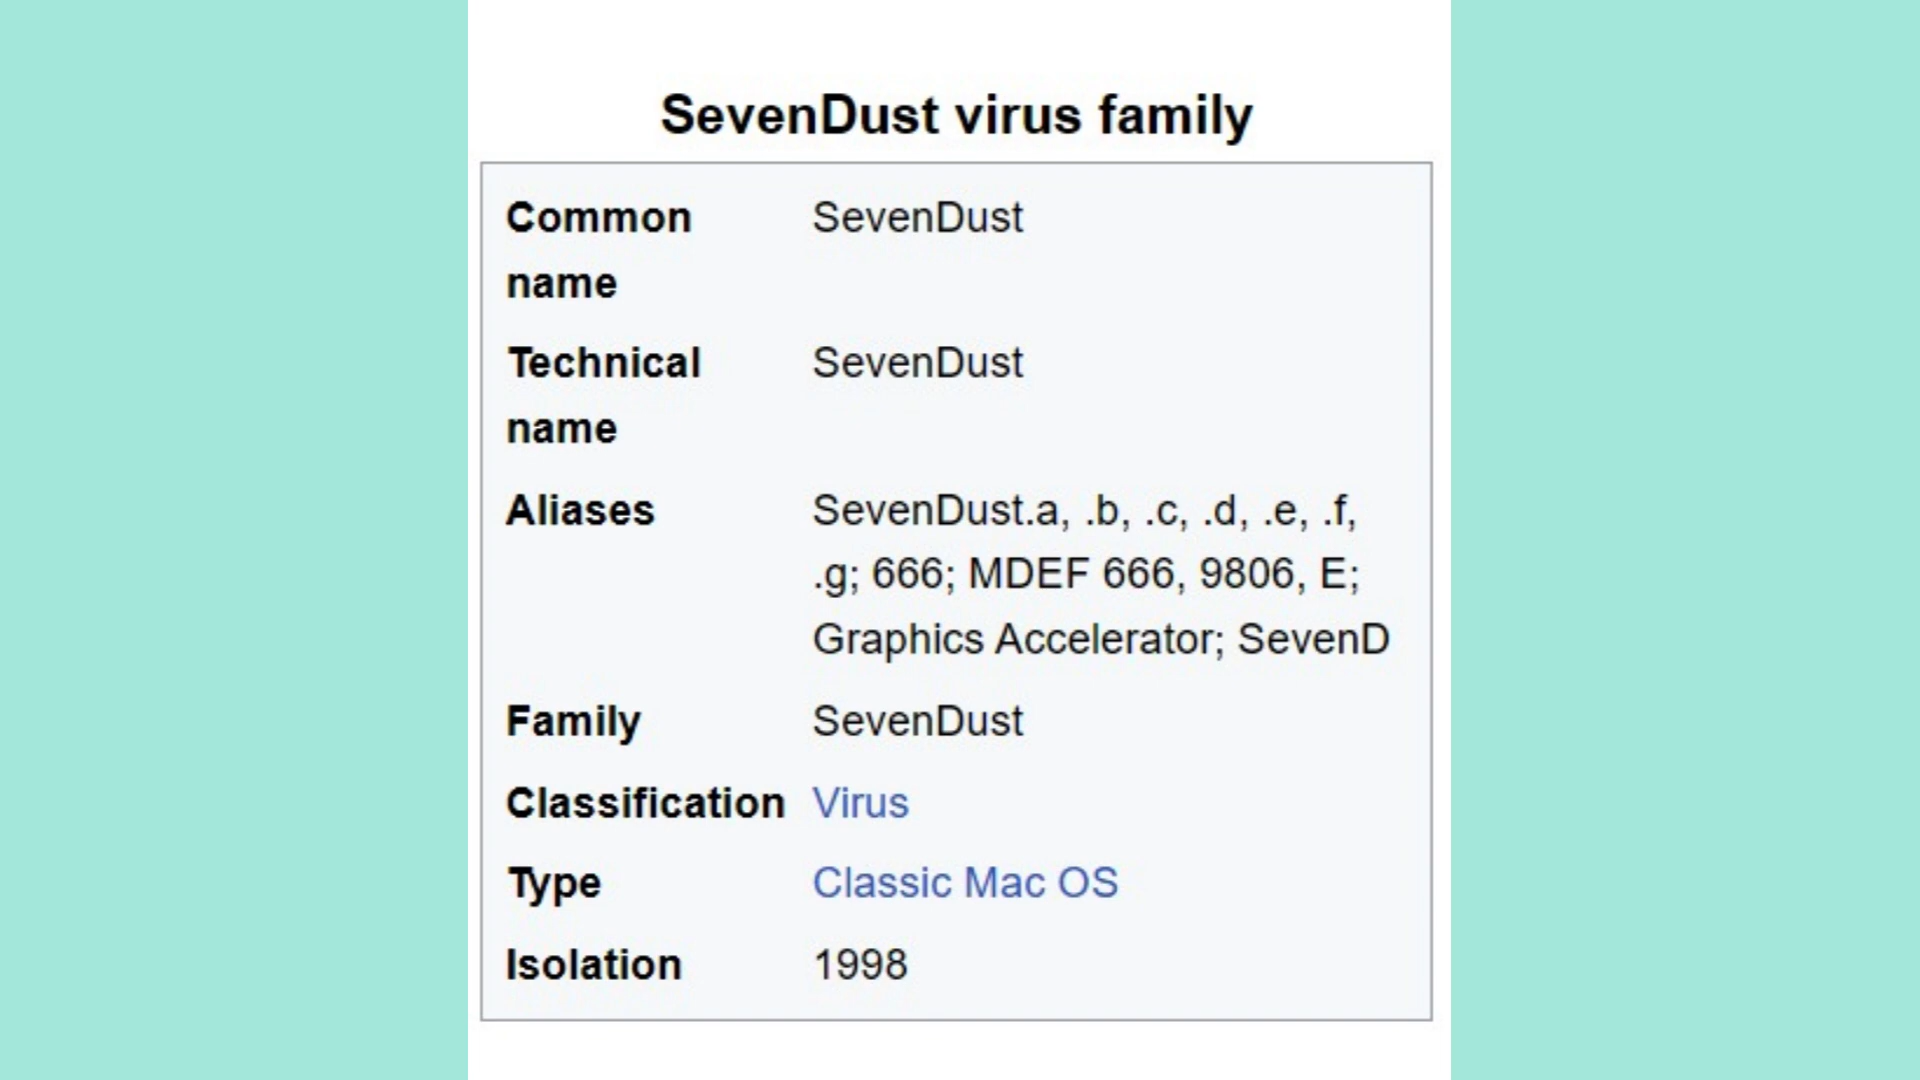 SevenDust virus family
Common name SevenDust
Technical name SevenDust
Aliases SevenDust.a, .b, .c, .d, .e, .f,
.g; 666; MDEF 666, 9806, E;
Graphics Accelerator; SevenD
Family SevenDust
Classification Virus
Type Classic Mac OS
Isolation 1998